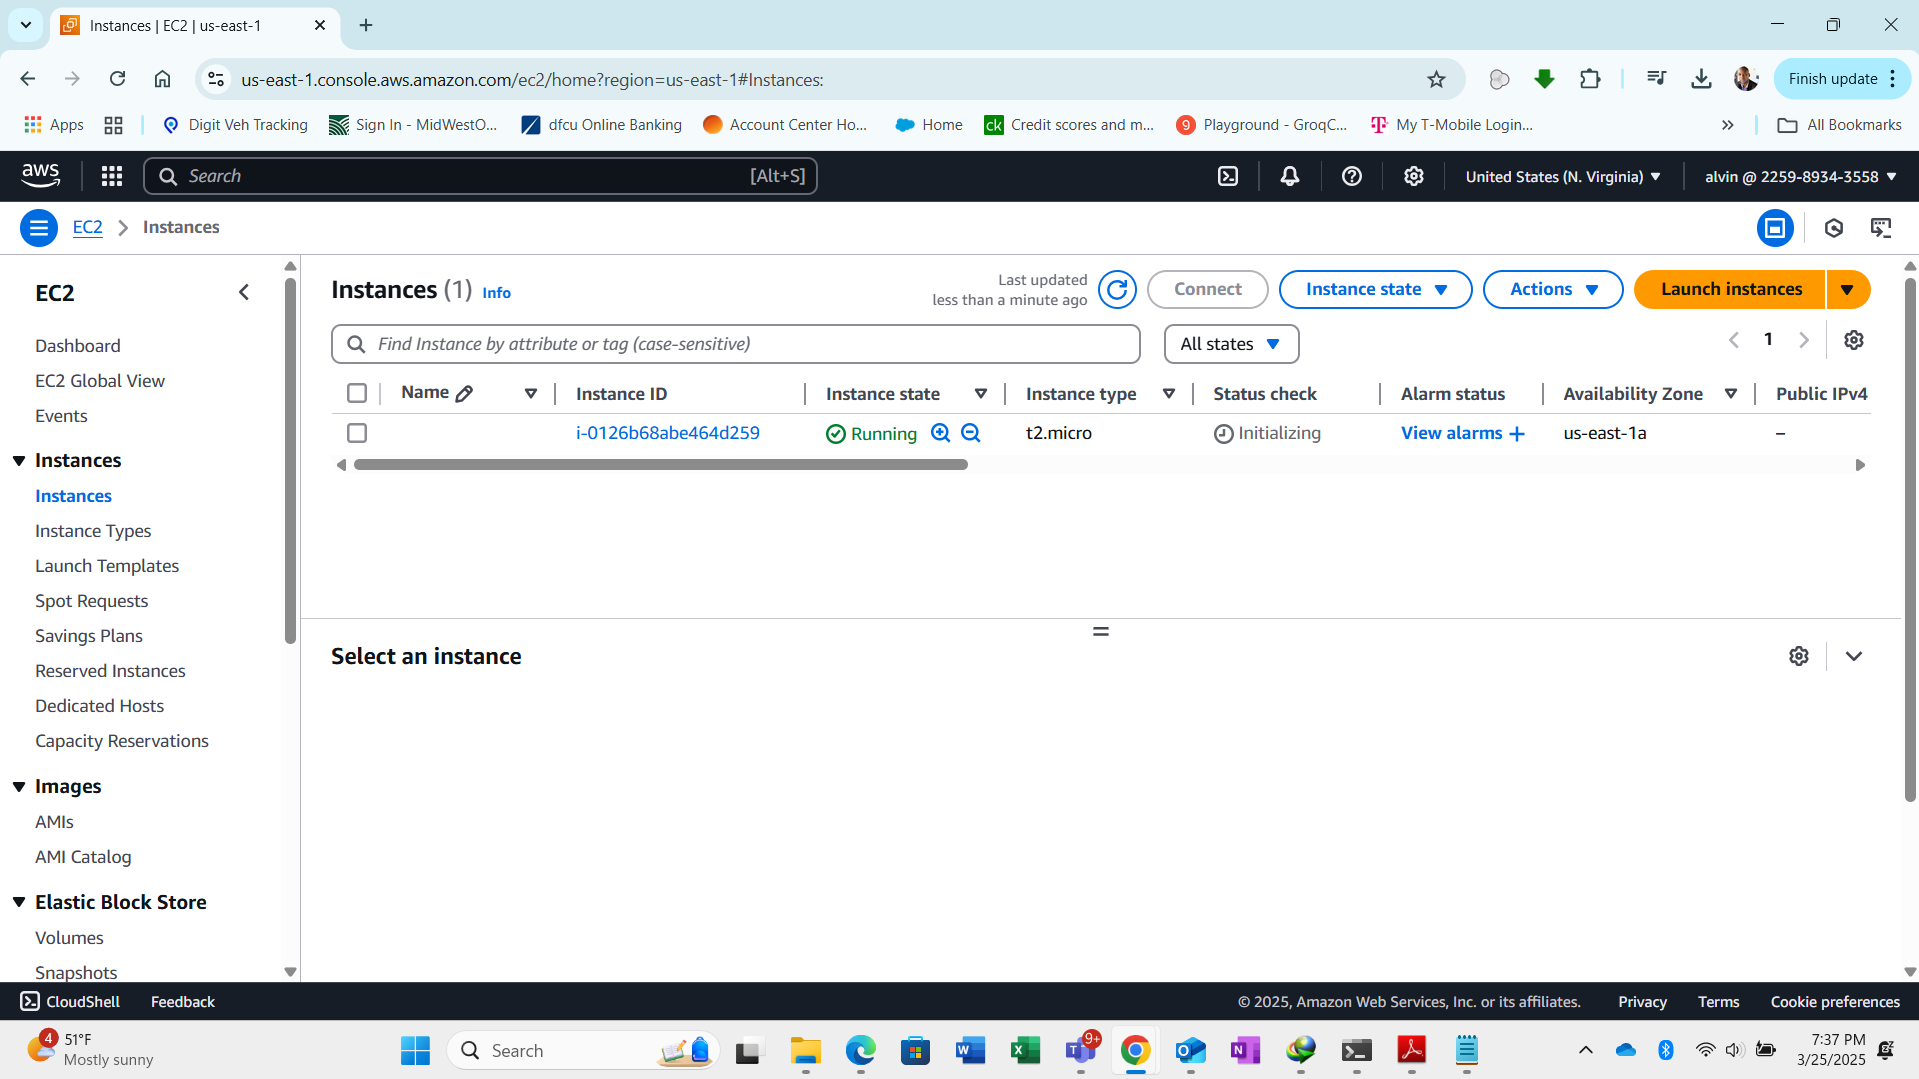 Instances | EC2 | us-east-1
us-east-1.console.aws.amazon.com/ec2/home?region=us-east-1#Instances:
Finish update
Apps
Digit Veh Tracking
Sign In - MidWestO...
dfcu Online Banking
Account Center Ho...
Home
ck Credit scores and m...
9 Playground - GroqC...
My T-Mobile Login...
All Bookmarks
aws
Search [Alt+S]
United States (N. Virginia)
alvin @ 2259-8934-3558
EC2 > Instances
EC2
Dashboard
EC2 Global View
Events
Instances
Instances
Instance Types
Launch Templates
Spot Requests
Savings Plans
Reserved Instances
Dedicated Hosts
Capacity Reservations
Images
AMIs
AMI Catalog
Elastic Block Store
Volumes
Snapshots
Instances (1) Info
Last updated
less than a minute ago
Connect
Instance state
Actions
Launch instances
Find Instance by attribute or tag (case-sensitive)
All states
1
Name Instance ID Instance state Instance type Status check Alarm status Availability Zone Public IPv4
i-0126b68abe464d259 Running t2.micro Initializing View alarms + us-east-1a –
Select an instance
CloudShell Feedback
© 2025, Amazon Web Services, Inc. or its affiliates. Privacy Terms Cookie preferences
4
51°F
Mostly sunny
Search
9+
7:37 PM
3/25/2025